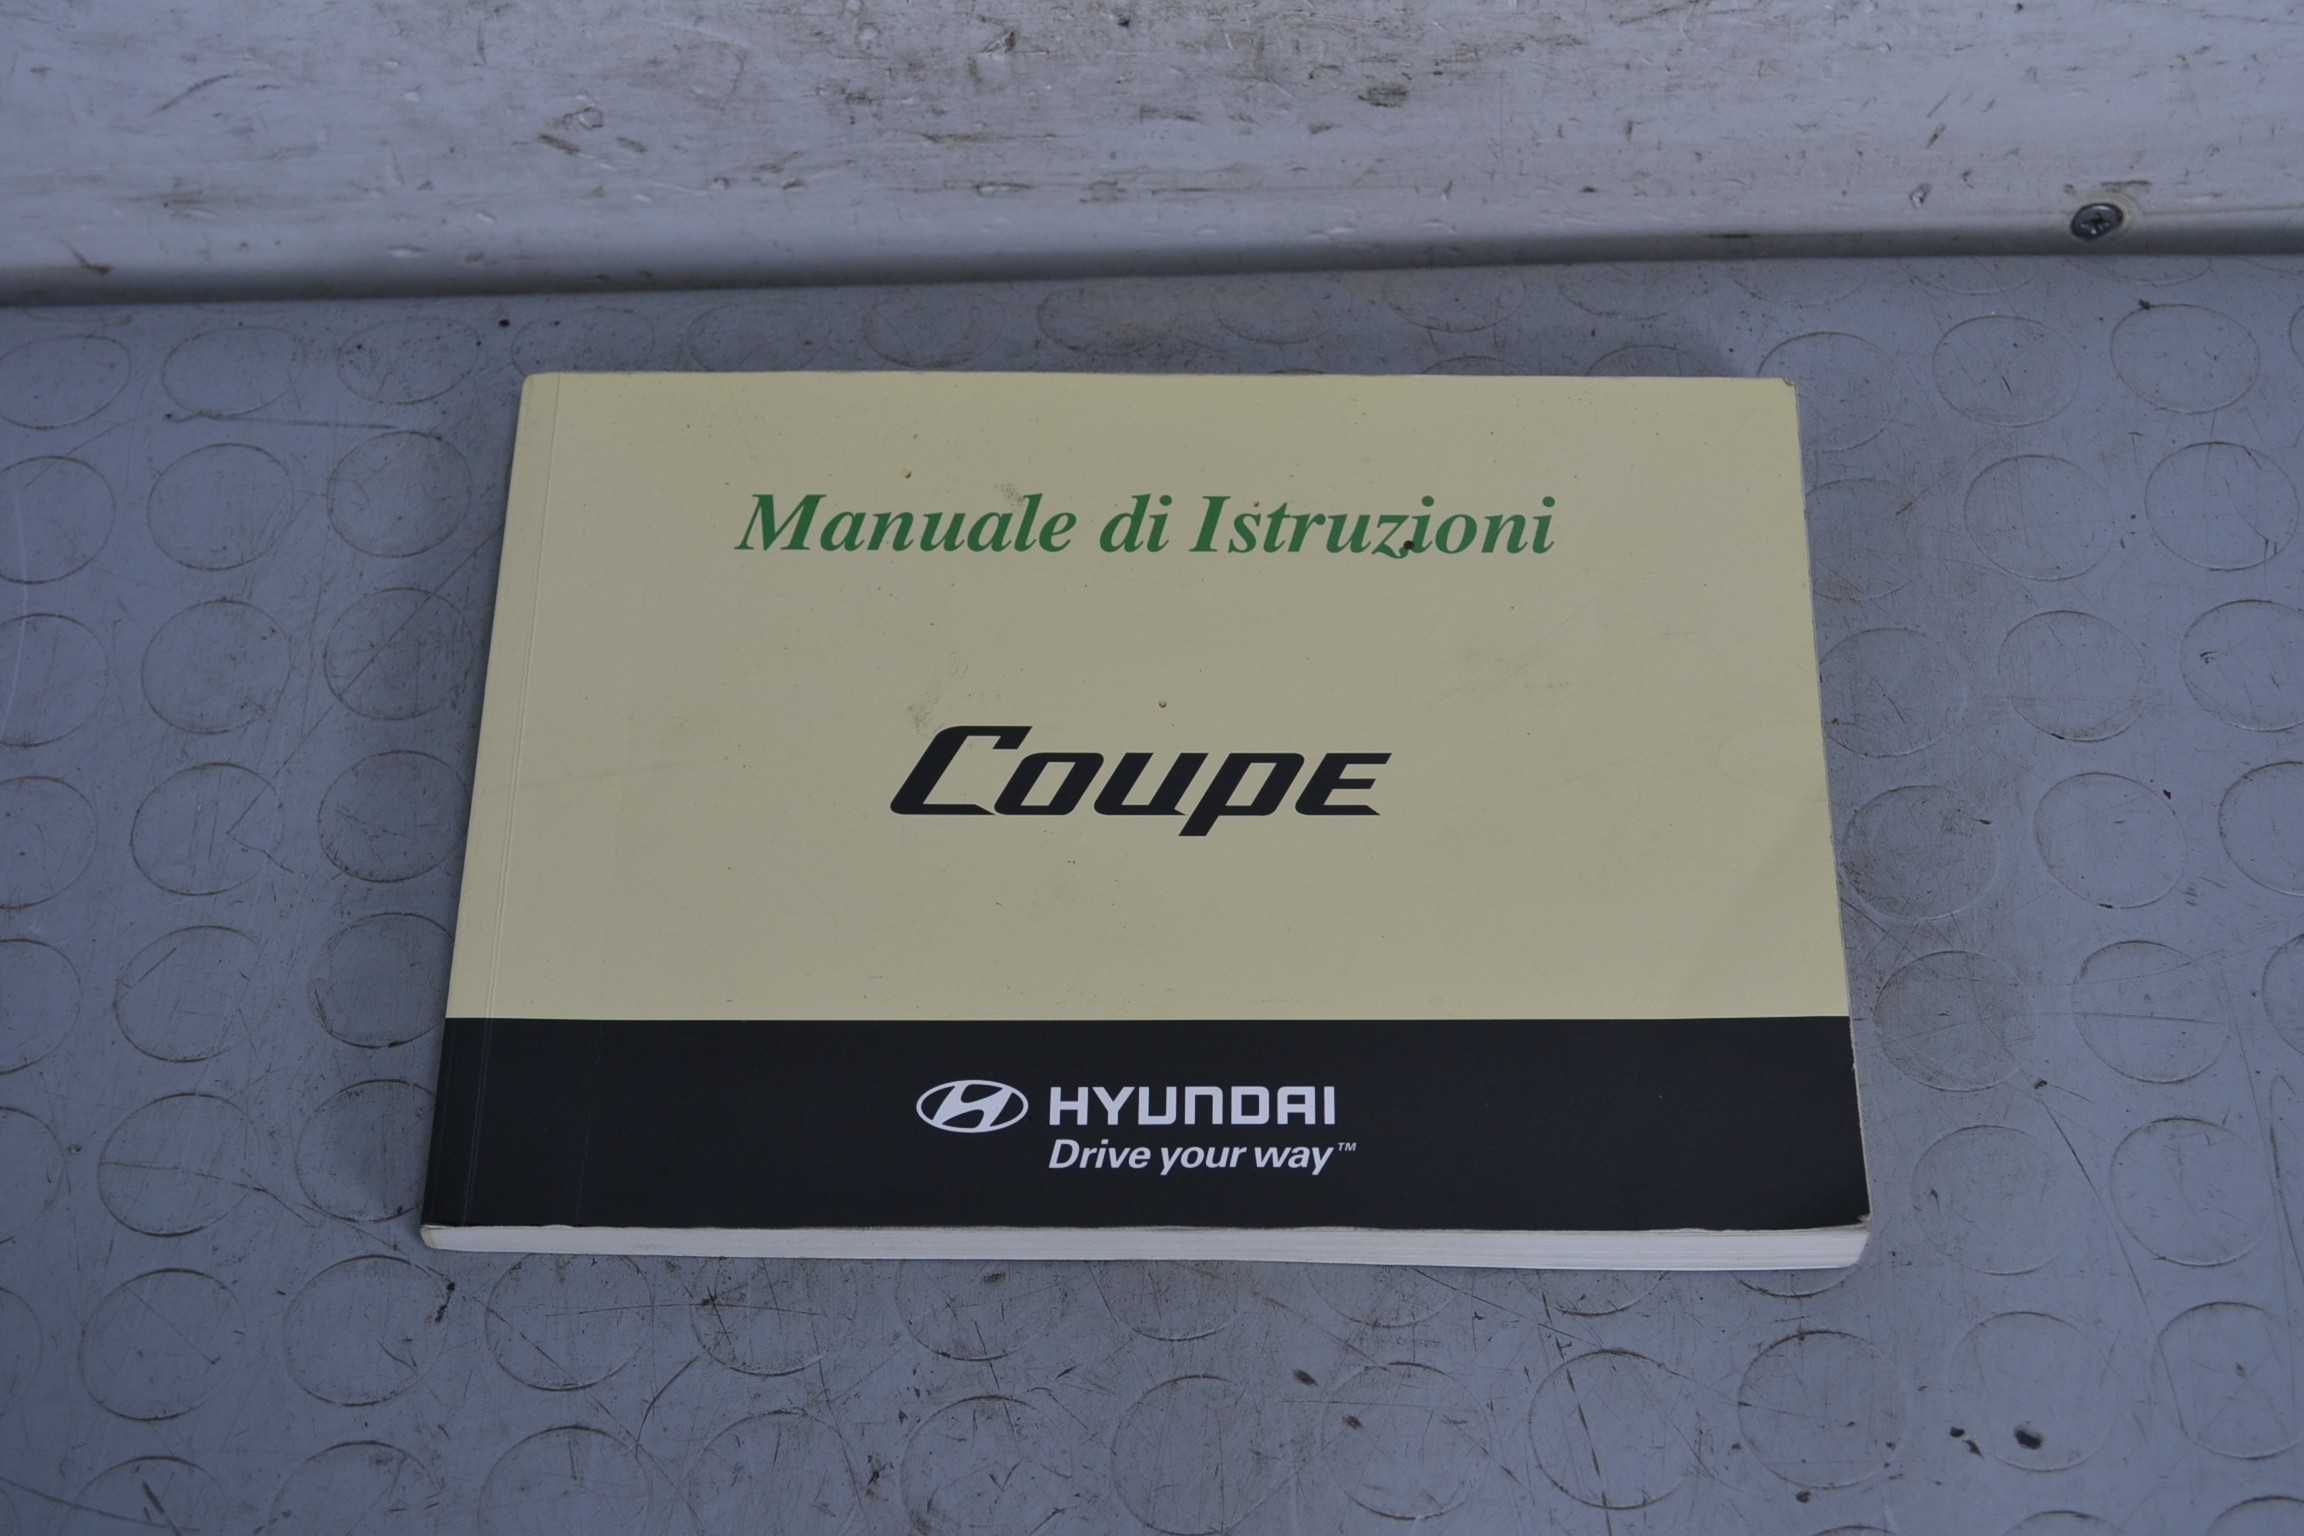 Manuale di Istruzioni
Coupe
HYUNDAI
Drive your way™